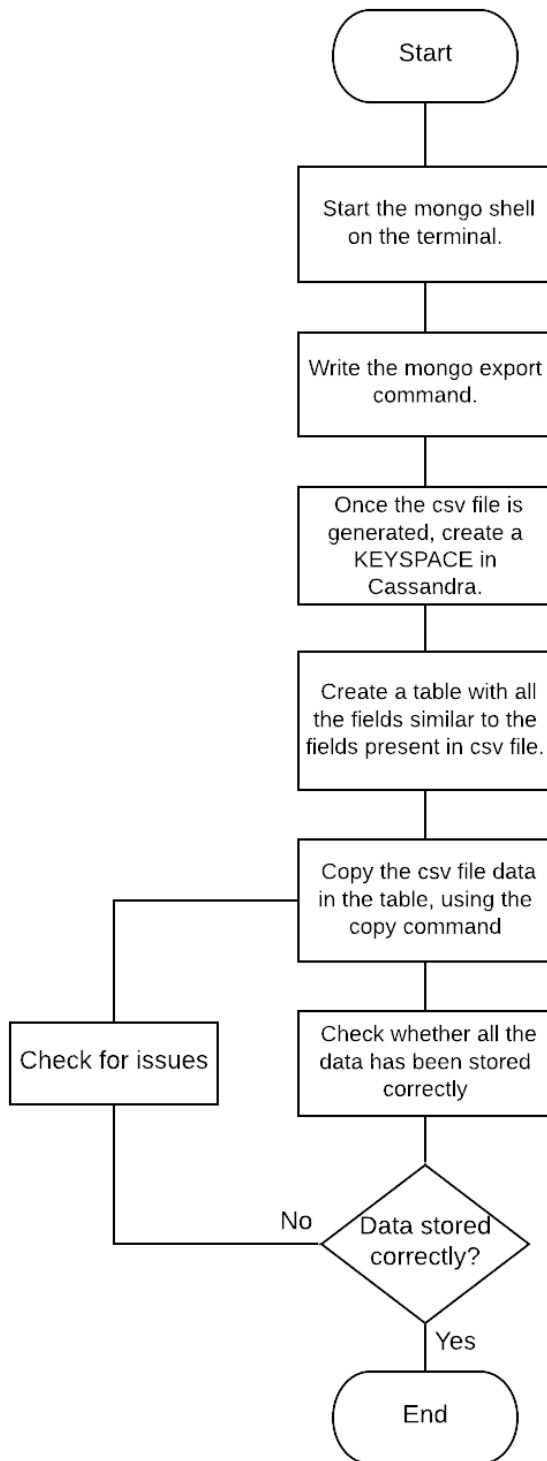 Start
Start the mongo shell
on the terminal.
Write the mongo export
command.
Once the csv file is
generated, create a
KEYSPACE in
Cassandra.
Create a table with all
the fields similar to the
fields present in csv file.
Copy the csv file data
in the table, using the
copy command
Check for issues
Check whether all the
data has been stored
correctly
No
Data stored
correctly?
Yes
End